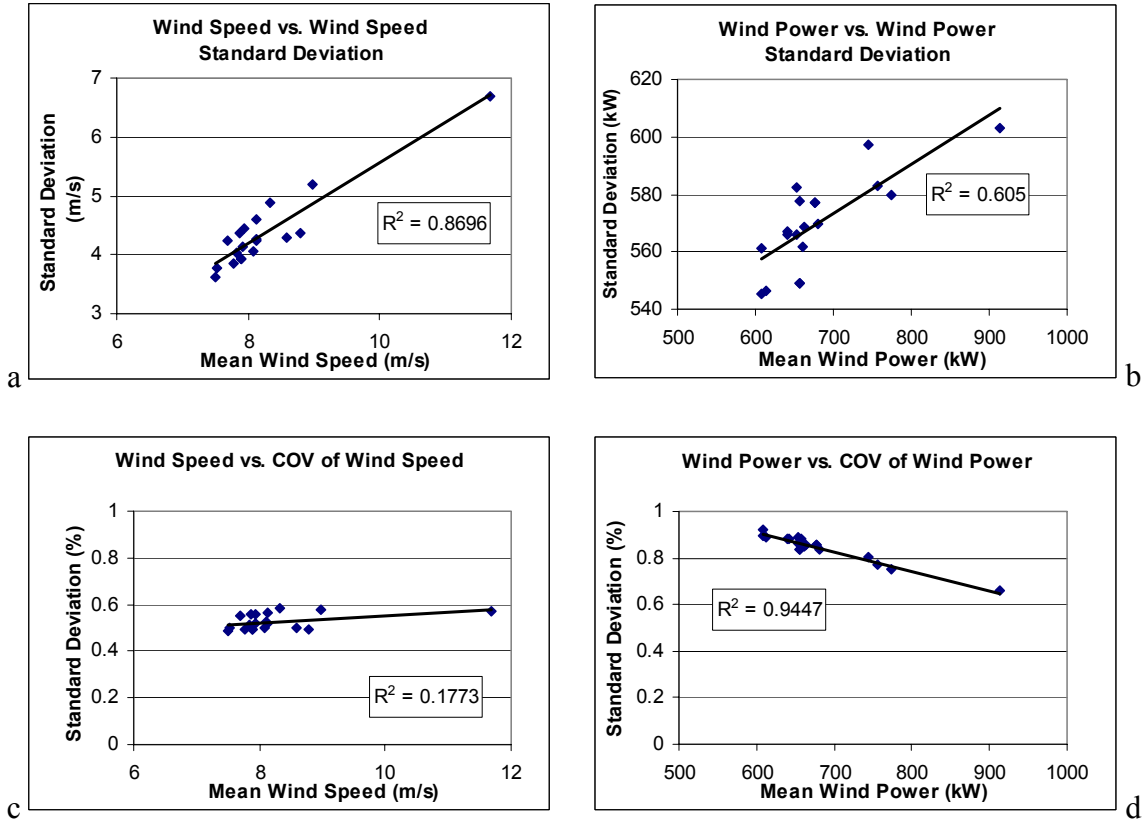 Wind Speed vs. Wind Speed
Standard Deviation
Standard Deviation
(m/s)
7
6
5
4
3
R² = 0.8696
6
8
10
12
Mean Wind Speed (m/s)
a
Wind Power vs. Wind Power
Standard Deviation
Standard Deviation (kW)
620
600
580
560
540
R² = 0.605
500
600
700
800
900
1000
Mean Wind Power (kW)
b
Wind Speed vs. COV of Wind Speed
Standard Deviation (%)
1
0.8
0.6
0.4
0.2
0
R² = 0.1773
6
8
10
12
Mean Wind Speed (m/s)
c
Wind Power vs. COV of Wind Power
Standard Deviation (%)
1
0.8
0.6
0.4
0.2
0
R² = 0.9447
500
600
700
800
900
1000
Mean Wind Power (kW)
d